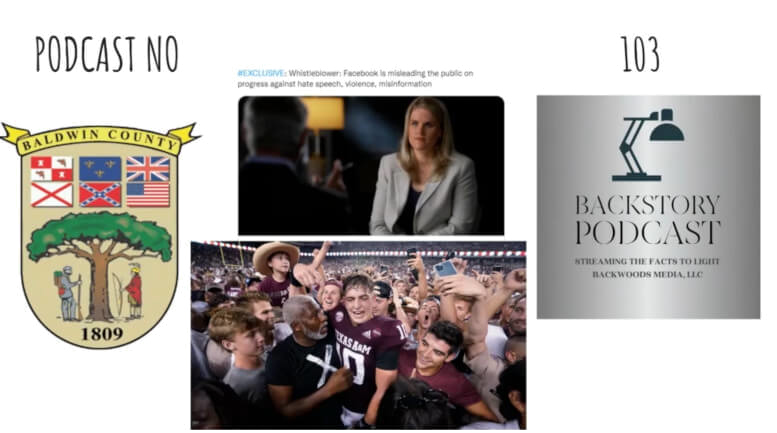 PODCAST NO
103
#EXCLUSIVE: Whistleblower: Facebook is misleading the public on
progress against hate speech, violence, misinformation
BALDWIN COUNTY
1809
BACKSTORY
PODCAST
STREAMING THE FACTS TO LIGHT
BACKWOODS MEDIA, LLC
TEXAS A&M
10